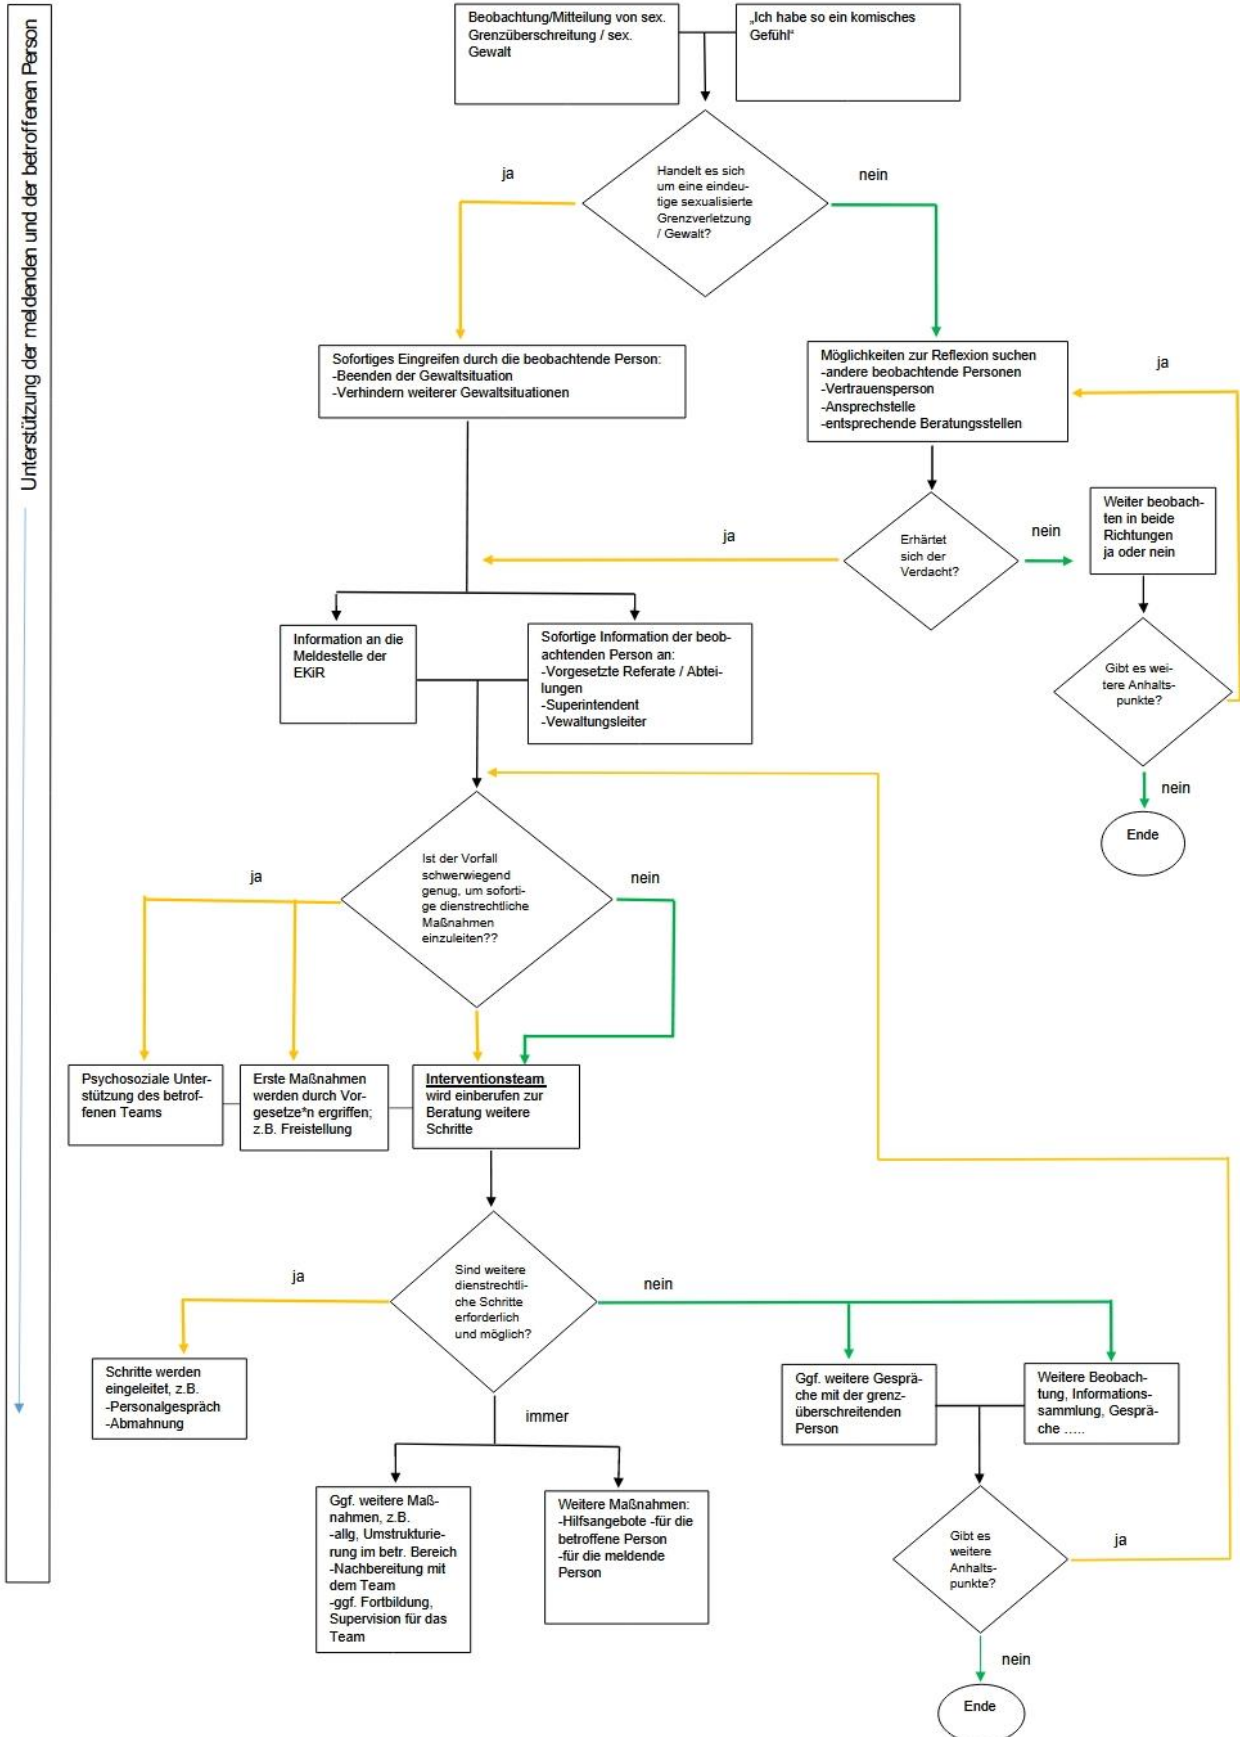 Unterstützung der meldenden und der betroffenen Person
Beobachtung/Mitteilung von sex.
Grenzüberschreitung / sex.
Gewalt
„Ich habe so ein komisches
Gefühl“
Handelt es sich
um eine eindeu-
tige sexualisierte
Grenzverletzung
/ Gewalt?
ja
nein
Sofortiges Eingreifen durch die beobachtende Person:
-Beenden der Gewaltsituation
-Verhindern weiterer Gewaltsituationen
Möglichkeiten zur Reflexion suchen
-andere beobachtende Personen
-Vertrauensperson
-Ansprechstelle
-entsprechende Beratungsstellen
ja
Erhärtet
sich der
Verdacht?
ja
nein
Weiter beobach-
ten in beide
Richtungen
ja oder nein
Gibt es wei-
tere Anhalts-
punkte?
nein
Ende
Information an die
Meldestelle der
EKiR
Sofortige Information der beob-
achtenden Person an:
-Vorgesetzte Referate / Abtei-
lungen
-Superintendent
-Vewaltungsleiter
Ist der Vorfall
schwerwiegend
genug, um soforti-
ge dienstrechtliche
Maßnahmen
einzuleiten??
ja
nein
Psychosoziale Unter-
stützung des betrof-
fenen Teams
Erste Maßnahmen
werden durch Vor-
gesetze*n ergriffen;
z.B. Freistellung
Interventionsteam
wird einberufen zur
Beratung weitere
Schritte
Sind weitere
dienstrechtli-
che Schritte
erforderlich
und möglich?
ja
nein
immer
Schritte werden
eingeleitet, z.B.
-Personalgespräch
-Abmahnung
Ggf. weitere Maß-
nahmen, z.B.
-allg, Umstrukturie-
rung im betr. Bereich
-Nachbereitung mit
dem Team
-ggf. Fortbildung,
Supervision für das
Team
Weitere Maßnahmen:
-Hilfsangebote -für die
betroffene Person
-für die meldende
Person
Ggf. weitere Gesprä-
che mit der grenz-
überschreitenden
Person
Weitere Beobach-
tung, Informations-
sammlung, Gesprä-
che .....
Gibt es
weitere
Anhalts-
punkte?
ja
nein
Ende